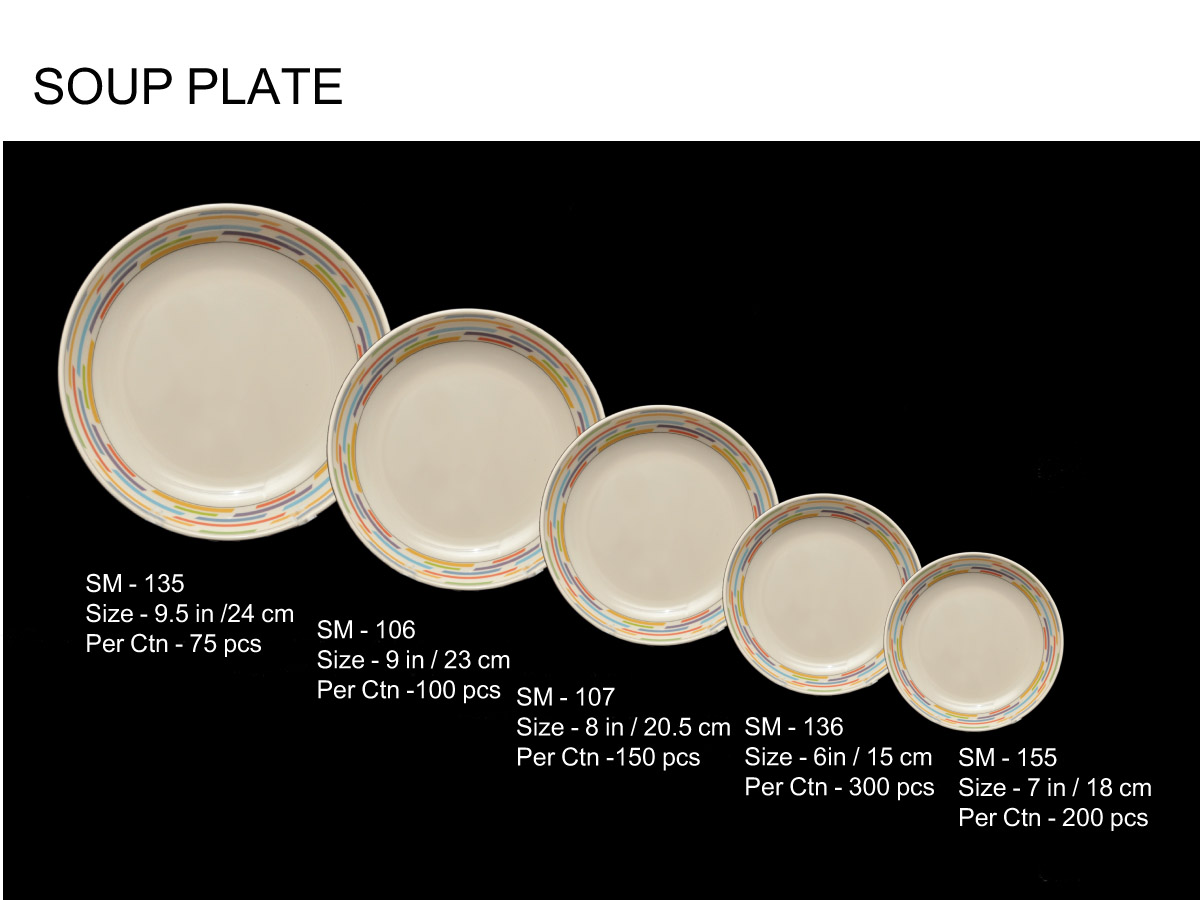 SOUP PLATE
SM - 135
Size - 9.5 in /24 cm
Per Ctn - 75 pcs
SM - 106
Size - 9 in / 23 cm
Per Ctn -100 pcs
SM - 107
Size - 8 in / 20.5 cm
Per Ctn -150 pcs
SM - 136
Size - 6in / 15 cm
Per Ctn - 300 pcs
SM - 155
Size - 7 in / 18 cm
Per Ctn - 200 pcs